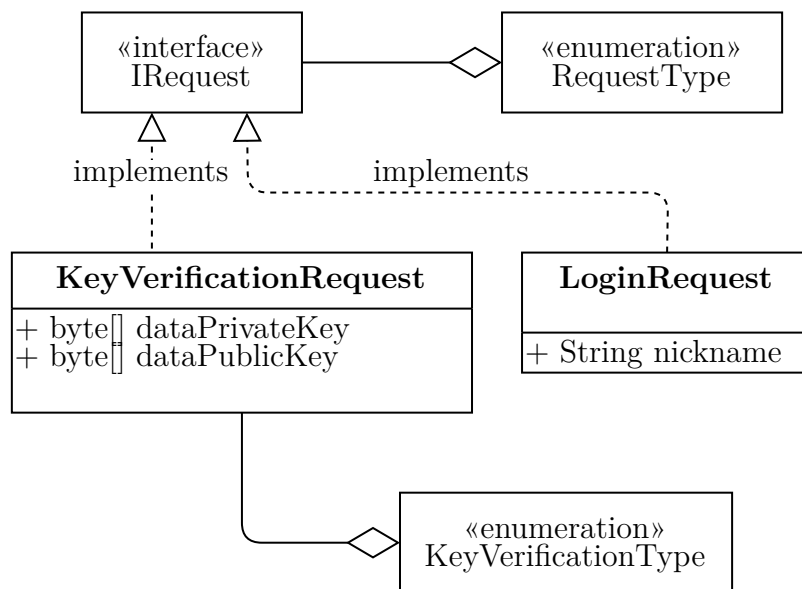 «interface»
IRequest
«enumeration»
RequestType
implements
implements
KeyVerificationRequest
+ byte[] dataPrivateKey
+ byte[] dataPublicKey
LoginRequest
+ String nickname
«enumeration»
KeyVerificationType